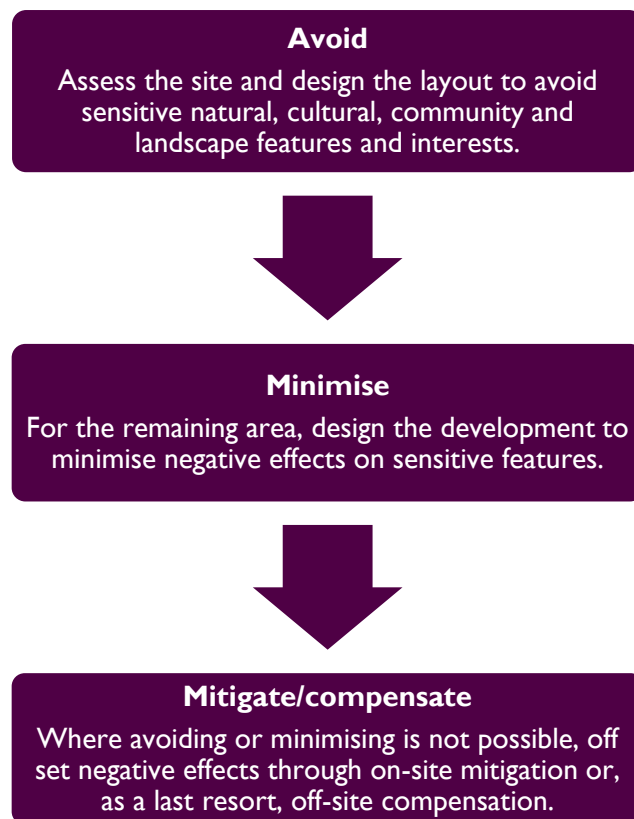 Avoid
Assess the site and design the layout to avoid
sensitive natural, cultural, community and
landscape features and interests.
Minimise
For the remaining area, design the development to
minimise negative effects on sensitive features.
Mitigate/compensate
Where avoiding or minimising is not possible, off
set negative effects through on-site mitigation or,
as a last resort, off-site compensation.